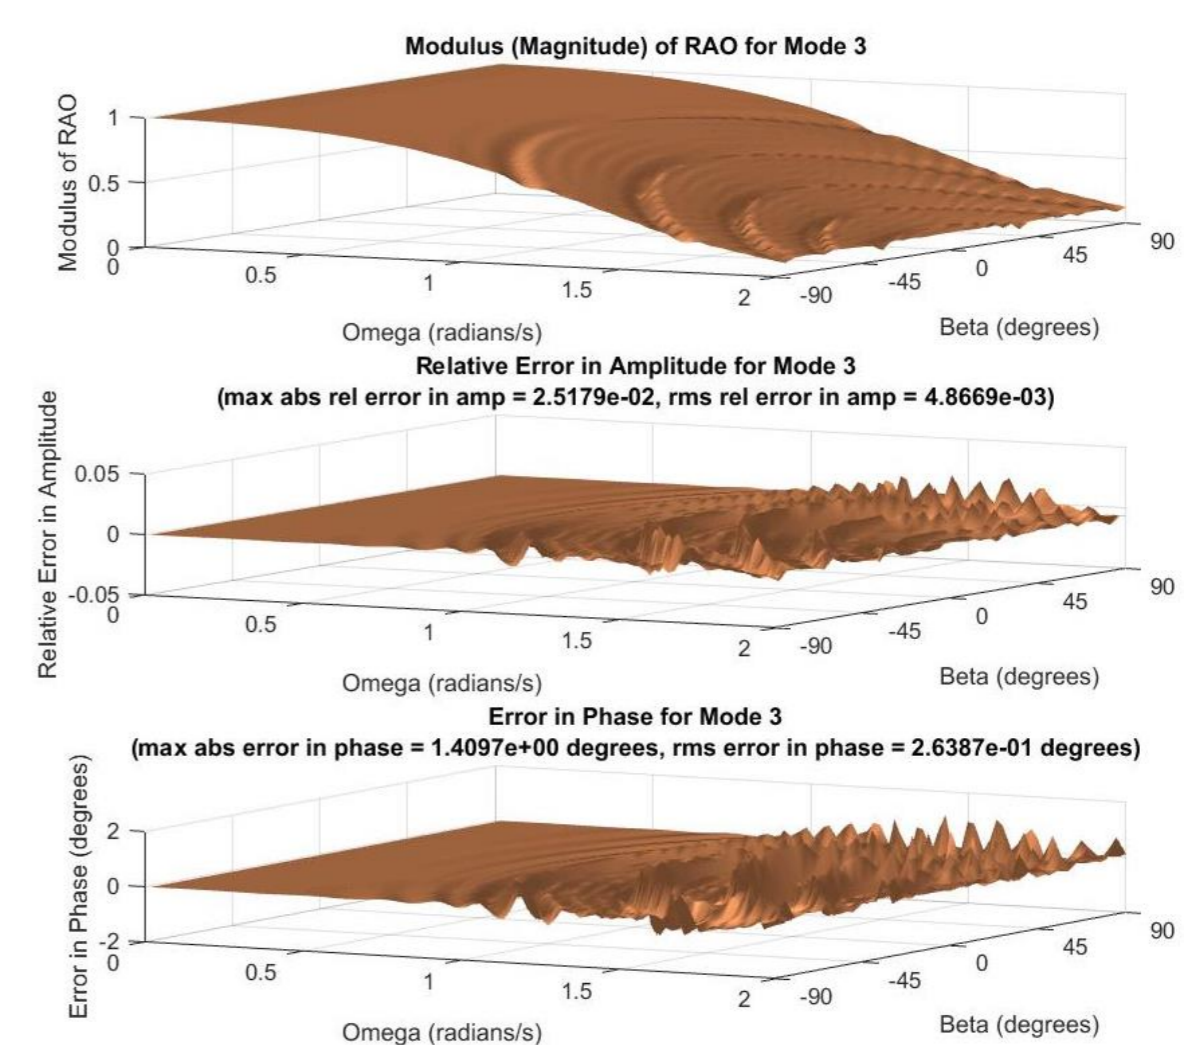 Modulus (Magnitude) of RAO for Mode 3
Modulus of RAO
1
0.5
0
0
0.5
1
1.5
2
-90
-45
0
45
90
Omega (radians/s)
Beta (degrees)
Relative Error in Amplitude for Mode 3
(max abs rel error in amp = 2.5179e-02, rms rel error in amp = 4.8669e-03)
Relative Error in Amplitude
0.05
0
-0.05
0
0.5
1
1.5
2
-90
-45
0
45
90
Omega (radians/s)
Beta (degrees)
Error in Phase for Mode 3
(max abs error in phase = 1.4097e+00 degrees, rms error in phase = 2.6387e-01 degrees)
Error in Phase (degrees)
2
0
-2
0
0.5
1
1.5
2
-90
-45
0
45
90
Omega (radians/s)
Beta (degrees)